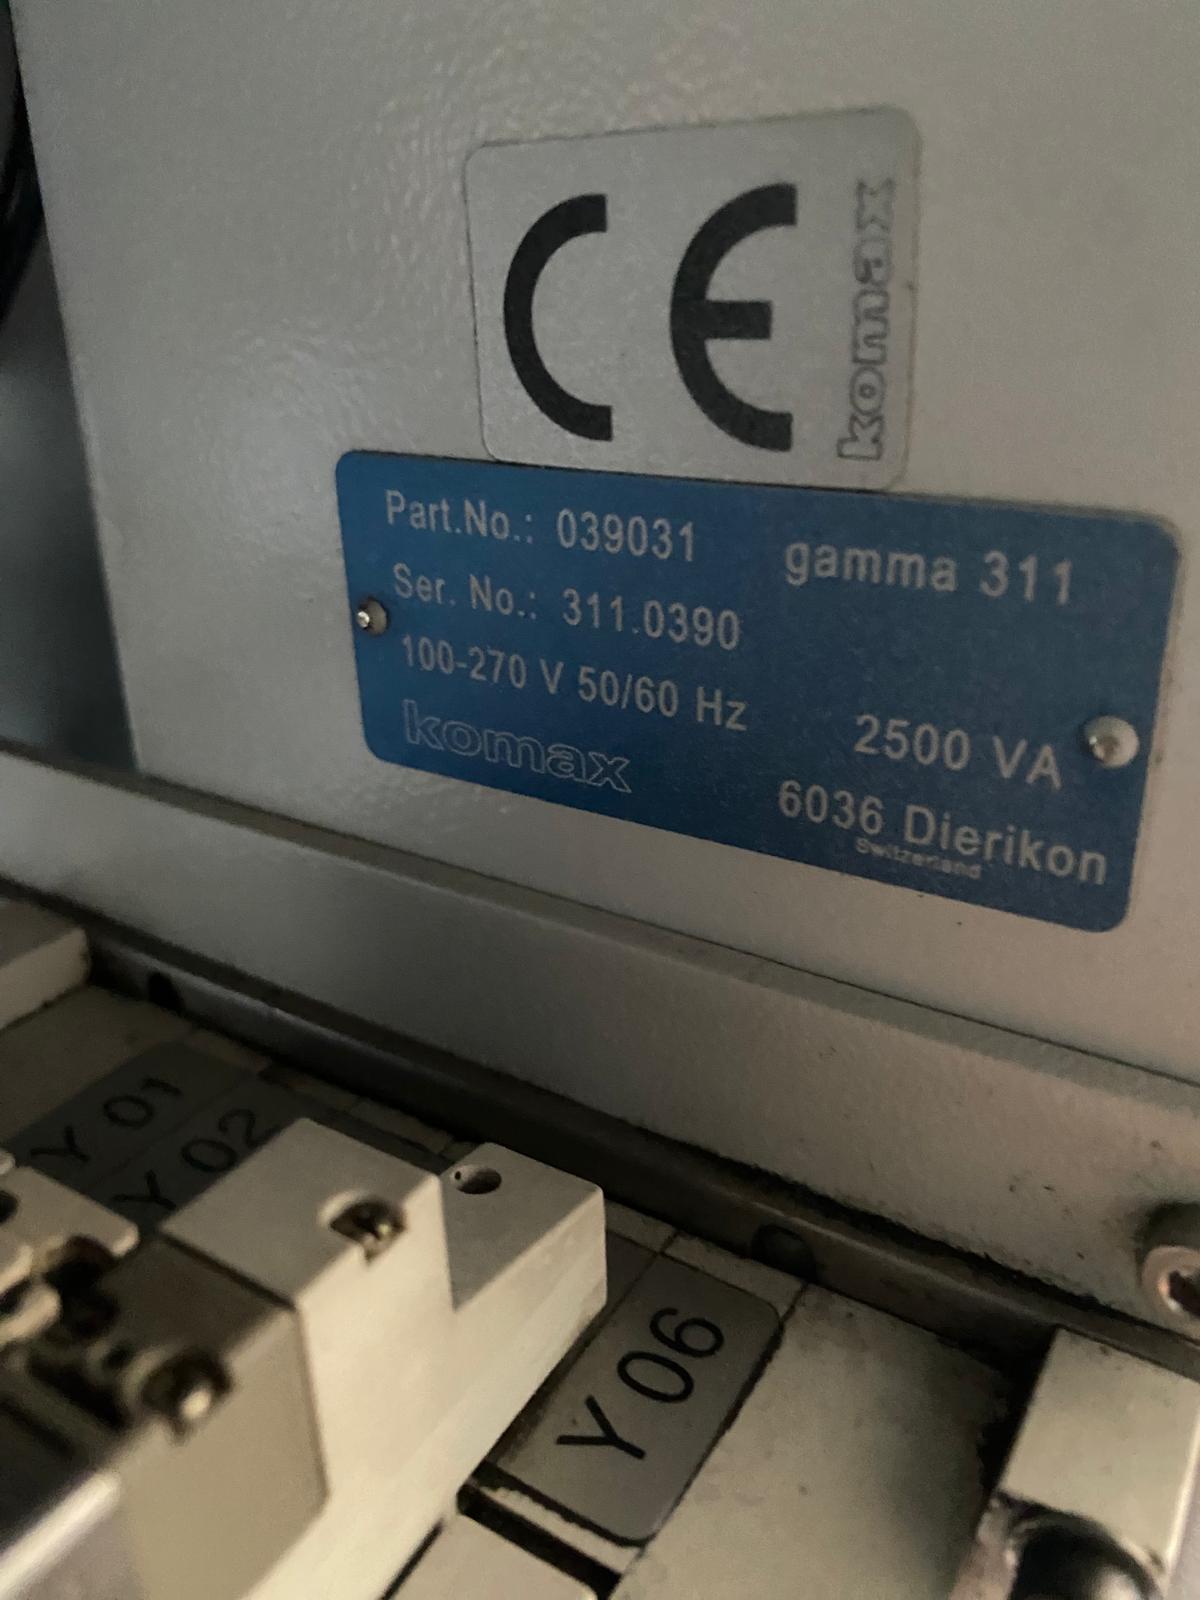 CE
komax
Part.No.: 039031 gamma 311
Ser. No.: 311.0390
100-270 V 50/60 Hz 2500 VA
komax 6036 Dierikon
Switzerland
Y 01
Y 02
Y 06